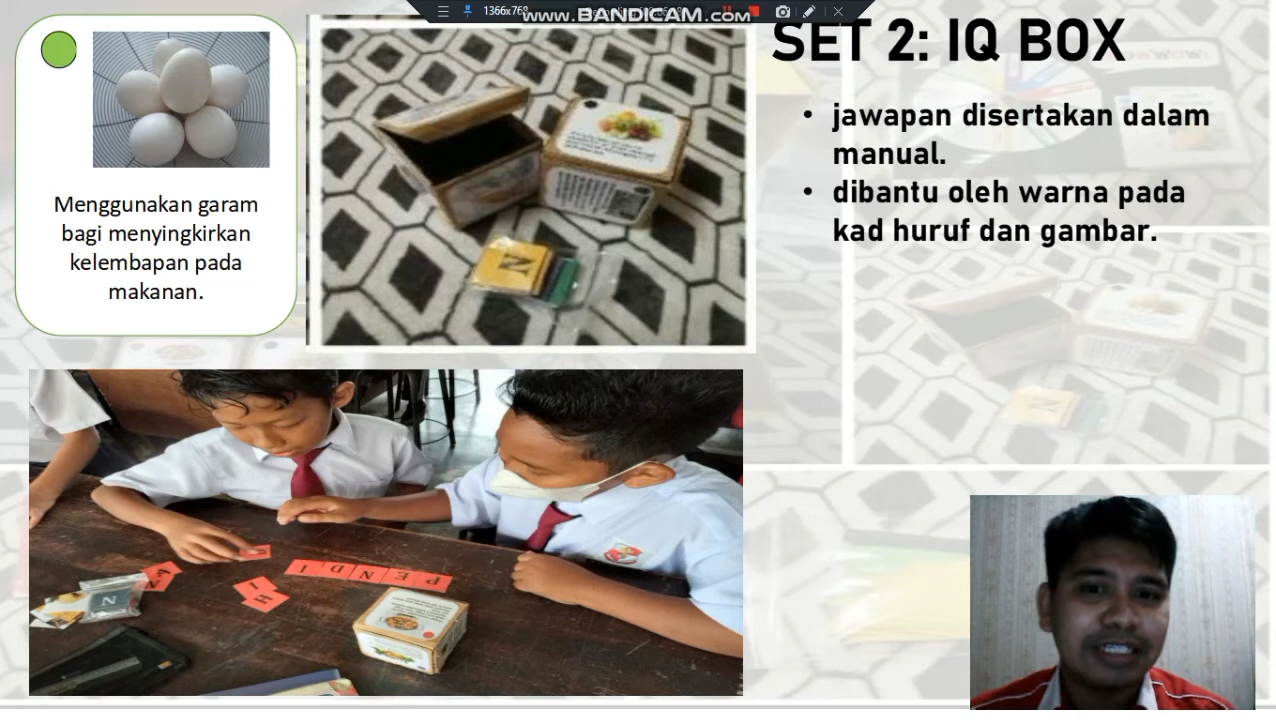 1366x768
www.BANDICAM.com
SET 2: IQ BOX
Menggunakan garam
bagi menyingkirkan
kelembapan pada
makanan.
• jawapan disertakan dalam
manual.
• dibantu oleh warna pada
kad huruf dan gambar.
N
P E N D I
N A
I
H
N